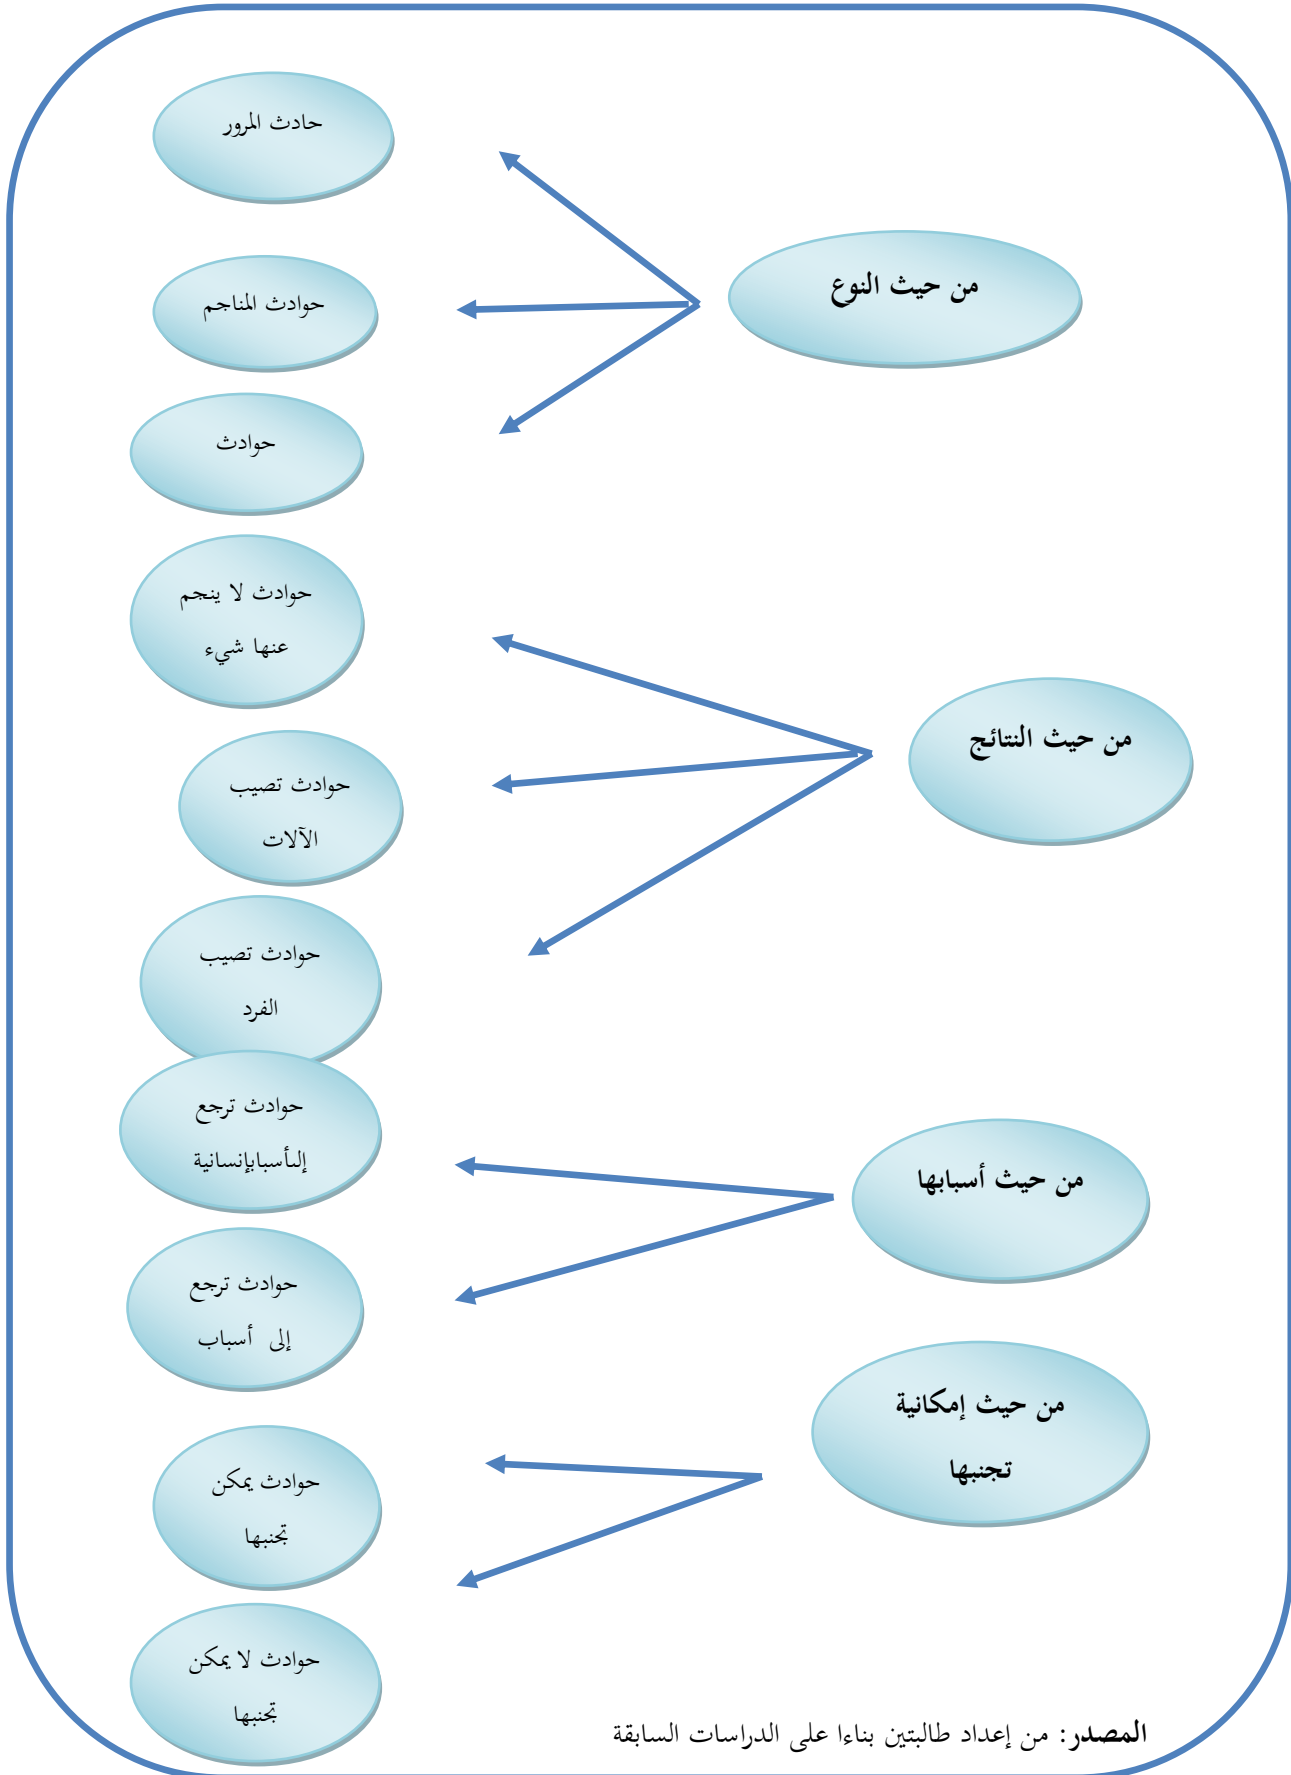 من حيث النوع
حادث المرور
حوادث المناجم
حوادث
من حيث النتائج
حوادث لا ينجم
عنها شيء
حوادث تصيب
الآلات
حوادث تصيب
الفرد
من حيث أسبابها
حوادث ترجع
إلىأسبابإنسانية
حوادث ترجع
إلى أسباب
من حيث إمكانية
تجنبها
حوادث يمكن
تجنبها
حوادث لا يمكن
تجنبها
المصدر: من إعداد طالبتين بناءا على الدراسات السابقة